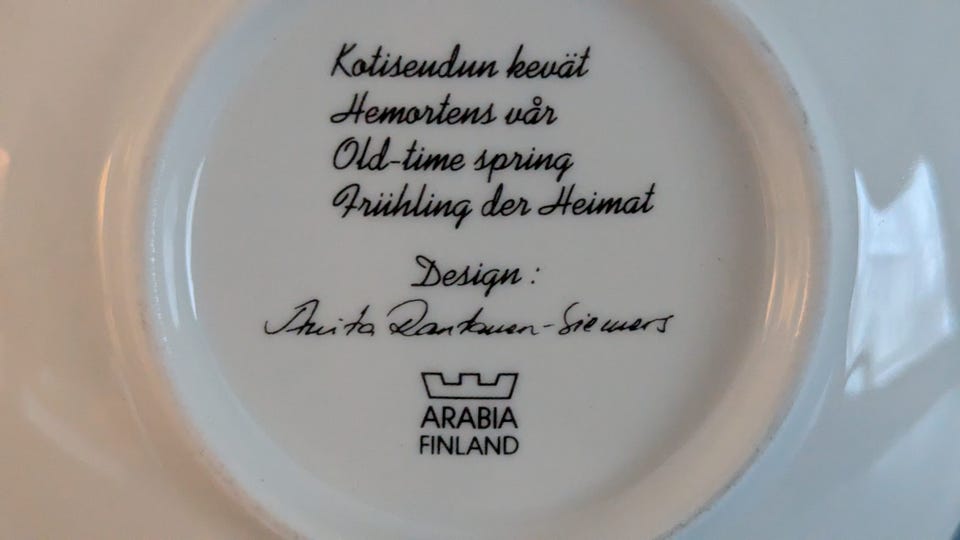 Kotiseudun kevät
Hemortens vår
Old-time spring
Frühling der Heimat
Design:
Anita Rantanen-Siemers
ARABIA
FINLAND